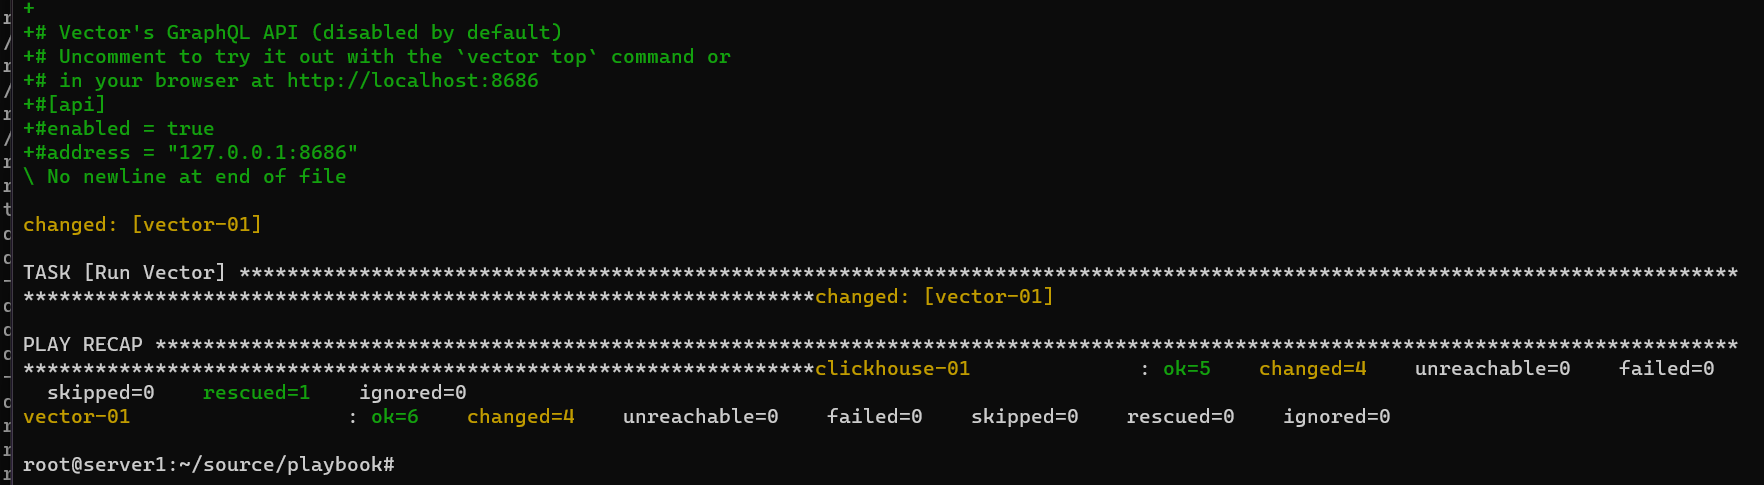 +
+# Vector's GraphQL API (disabled by default)
+# Uncomment to try it out with the `vector top` command or
+# in your browser at http://localhost:8686
+#[api]
+#enabled = true
+#address = "127.0.0.1:8686"
\ No newline at end of file
changed: [vector-01]
TASK [Run Vector] *****************************************************************************************************************************
******************************************************************changed: [vector-01]
PLAY RECAP ************************************************************************************************************************************
******************************************************************clickhouse-01              : ok=5    changed=4    unreachable=0    failed=0
  skipped=0    rescued=1    ignored=0
vector-01                  : ok=6    changed=4    unreachable=0    failed=0    skipped=0    rescued=0    ignored=0
root@server1:~/source/playbook#